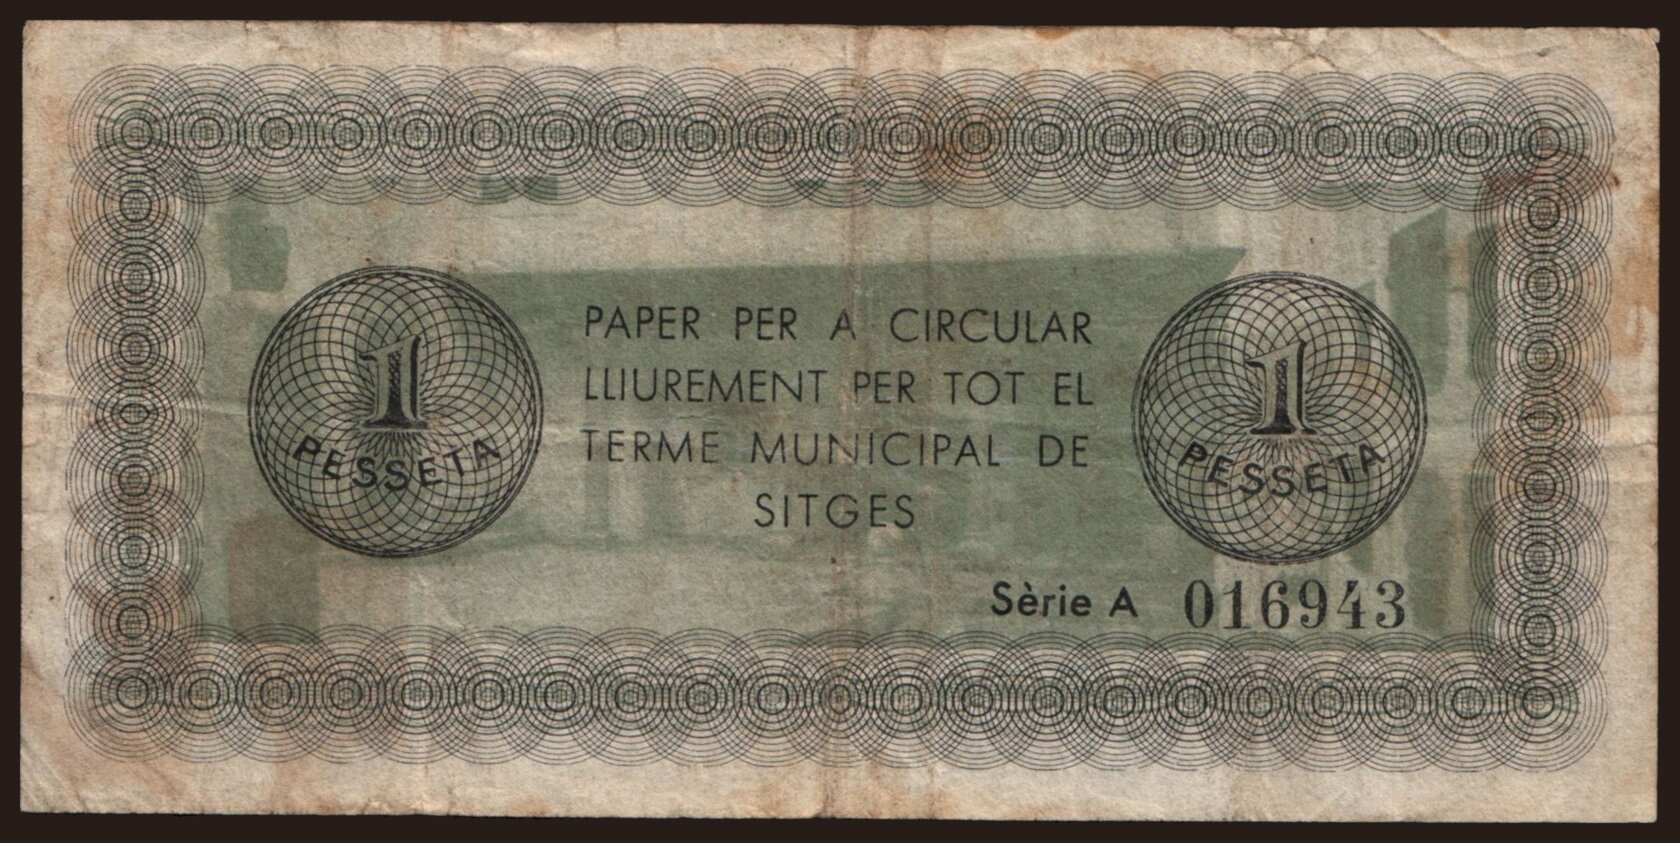 PAPER PER A CIRCULAR
LLIUREMENT PER TOT EL
TERME MUNICIPAL DE
SITGES
1
PESSETA
1
PESSETA
Sèrie A 016943